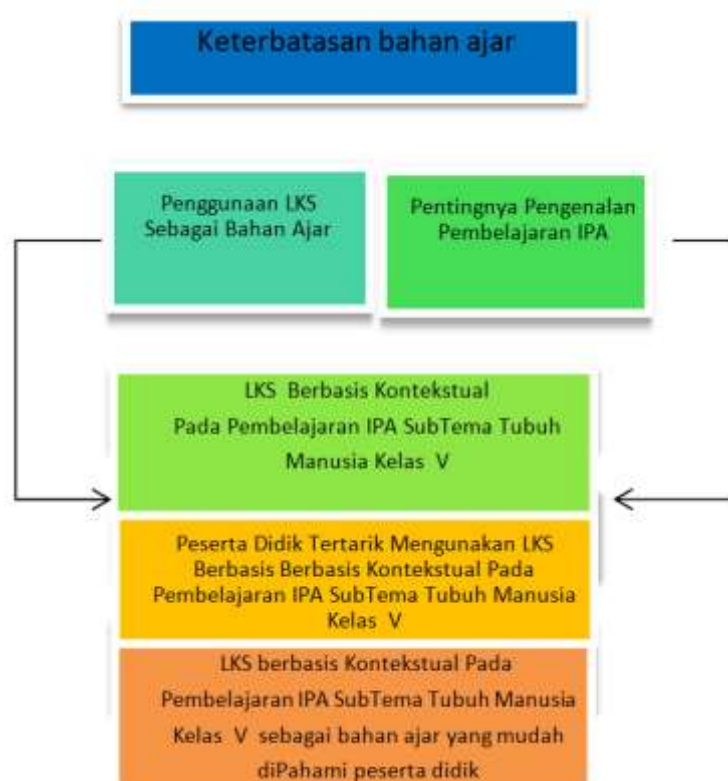 Keterbatasan bahan ajar
Penggunaan LKS
Sebagai Bahan Ajar
Pentingnya Pengenalan
Pembelajaran IPA
LKS Berbasis Kontekstual
Pada Pembelajaran IPA SubTema Tubuh
Manusia Kelas V
Peserta Didik Tertarik Mengunakan LKS
Berbasis Berbasis Kontekstual Pada
Pembelajaran IPA SubTema Tubuh Manusia
Kelas V
LKS berbasis Kontekstual Pada
Pembelajaran IPA SubTema Tubuh Manusia
Kelas V sebagai bahan ajar yang mudah
diPahami peserta didik